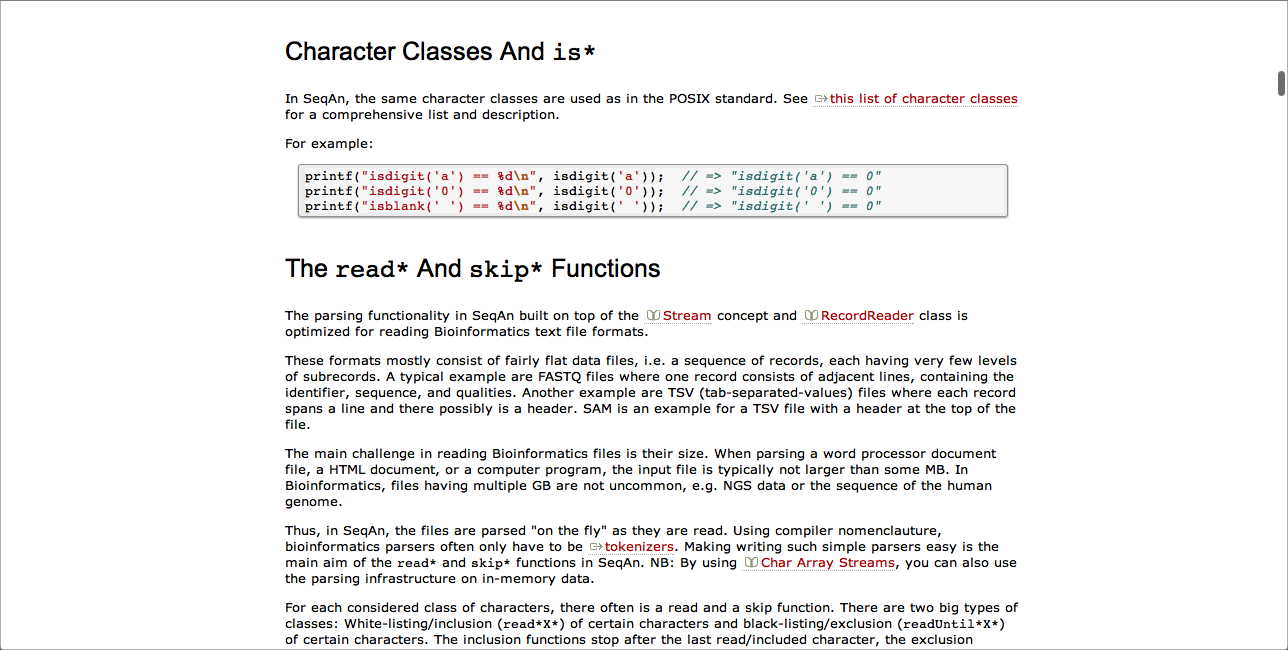 Character Classes And is*
In SeqAn, the same character classes are used as in the POSIX standard. See this list of character classes
for a comprehensive list and description.
For example:
printf("isdigit('a') == %d\n", isdigit('a'));  // => "isdigit('a') == 0"
printf("isdigit('0') == %d\n", isdigit('0'));  // => "isdigit('0') == 0"
printf("isblank(' ') == %d\n", isdigit(' '));  // => "isdigit(' ') == 0"
The read* And skip* Functions
The parsing functionality in SeqAn built on top of the Stream concept and RecordReader class is
optimized for reading Bioinformatics text file formats.
These formats mostly consist of fairly flat data files, i.e. a sequence of records, each having very few levels
of subrecords. A typical example are FASTQ files where one record consists of adjacent lines, containing the
identifier, sequence, and qualities. Another example are TSV (tab-separated-values) files where each record
spans a line and there possibly is a header. SAM is an example for a TSV file with a header at the top of the
file.
The main challenge in reading Bioinformatics files is their size. When parsing a word processor document
file, a HTML document, or a computer program, the input file is typically not larger than some MB. In
Bioinformatics, files having multiple GB are not uncommon, e.g. NGS data or the sequence of the human
genome.
Thus, in SeqAn, the files are parsed "on the fly" as they are read. Using compiler nomenclauture,
bioinformatics parsers often only have to be tokenizers. Making writing such simple parsers easy is the
main aim of the read* and skip* functions in SeqAn. NB: By using Char Array Streams, you can also use
the parsing infrastructure on in-memory data.
For each considered class of characters, there often is a read and a skip function. There are two big types of
classes: White-listing/inclusion (read*X*) of certain characters and black-listing/exclusion (readUntil*X*)
of certain characters. The inclusion functions stop after the last read/included character, the exclusion